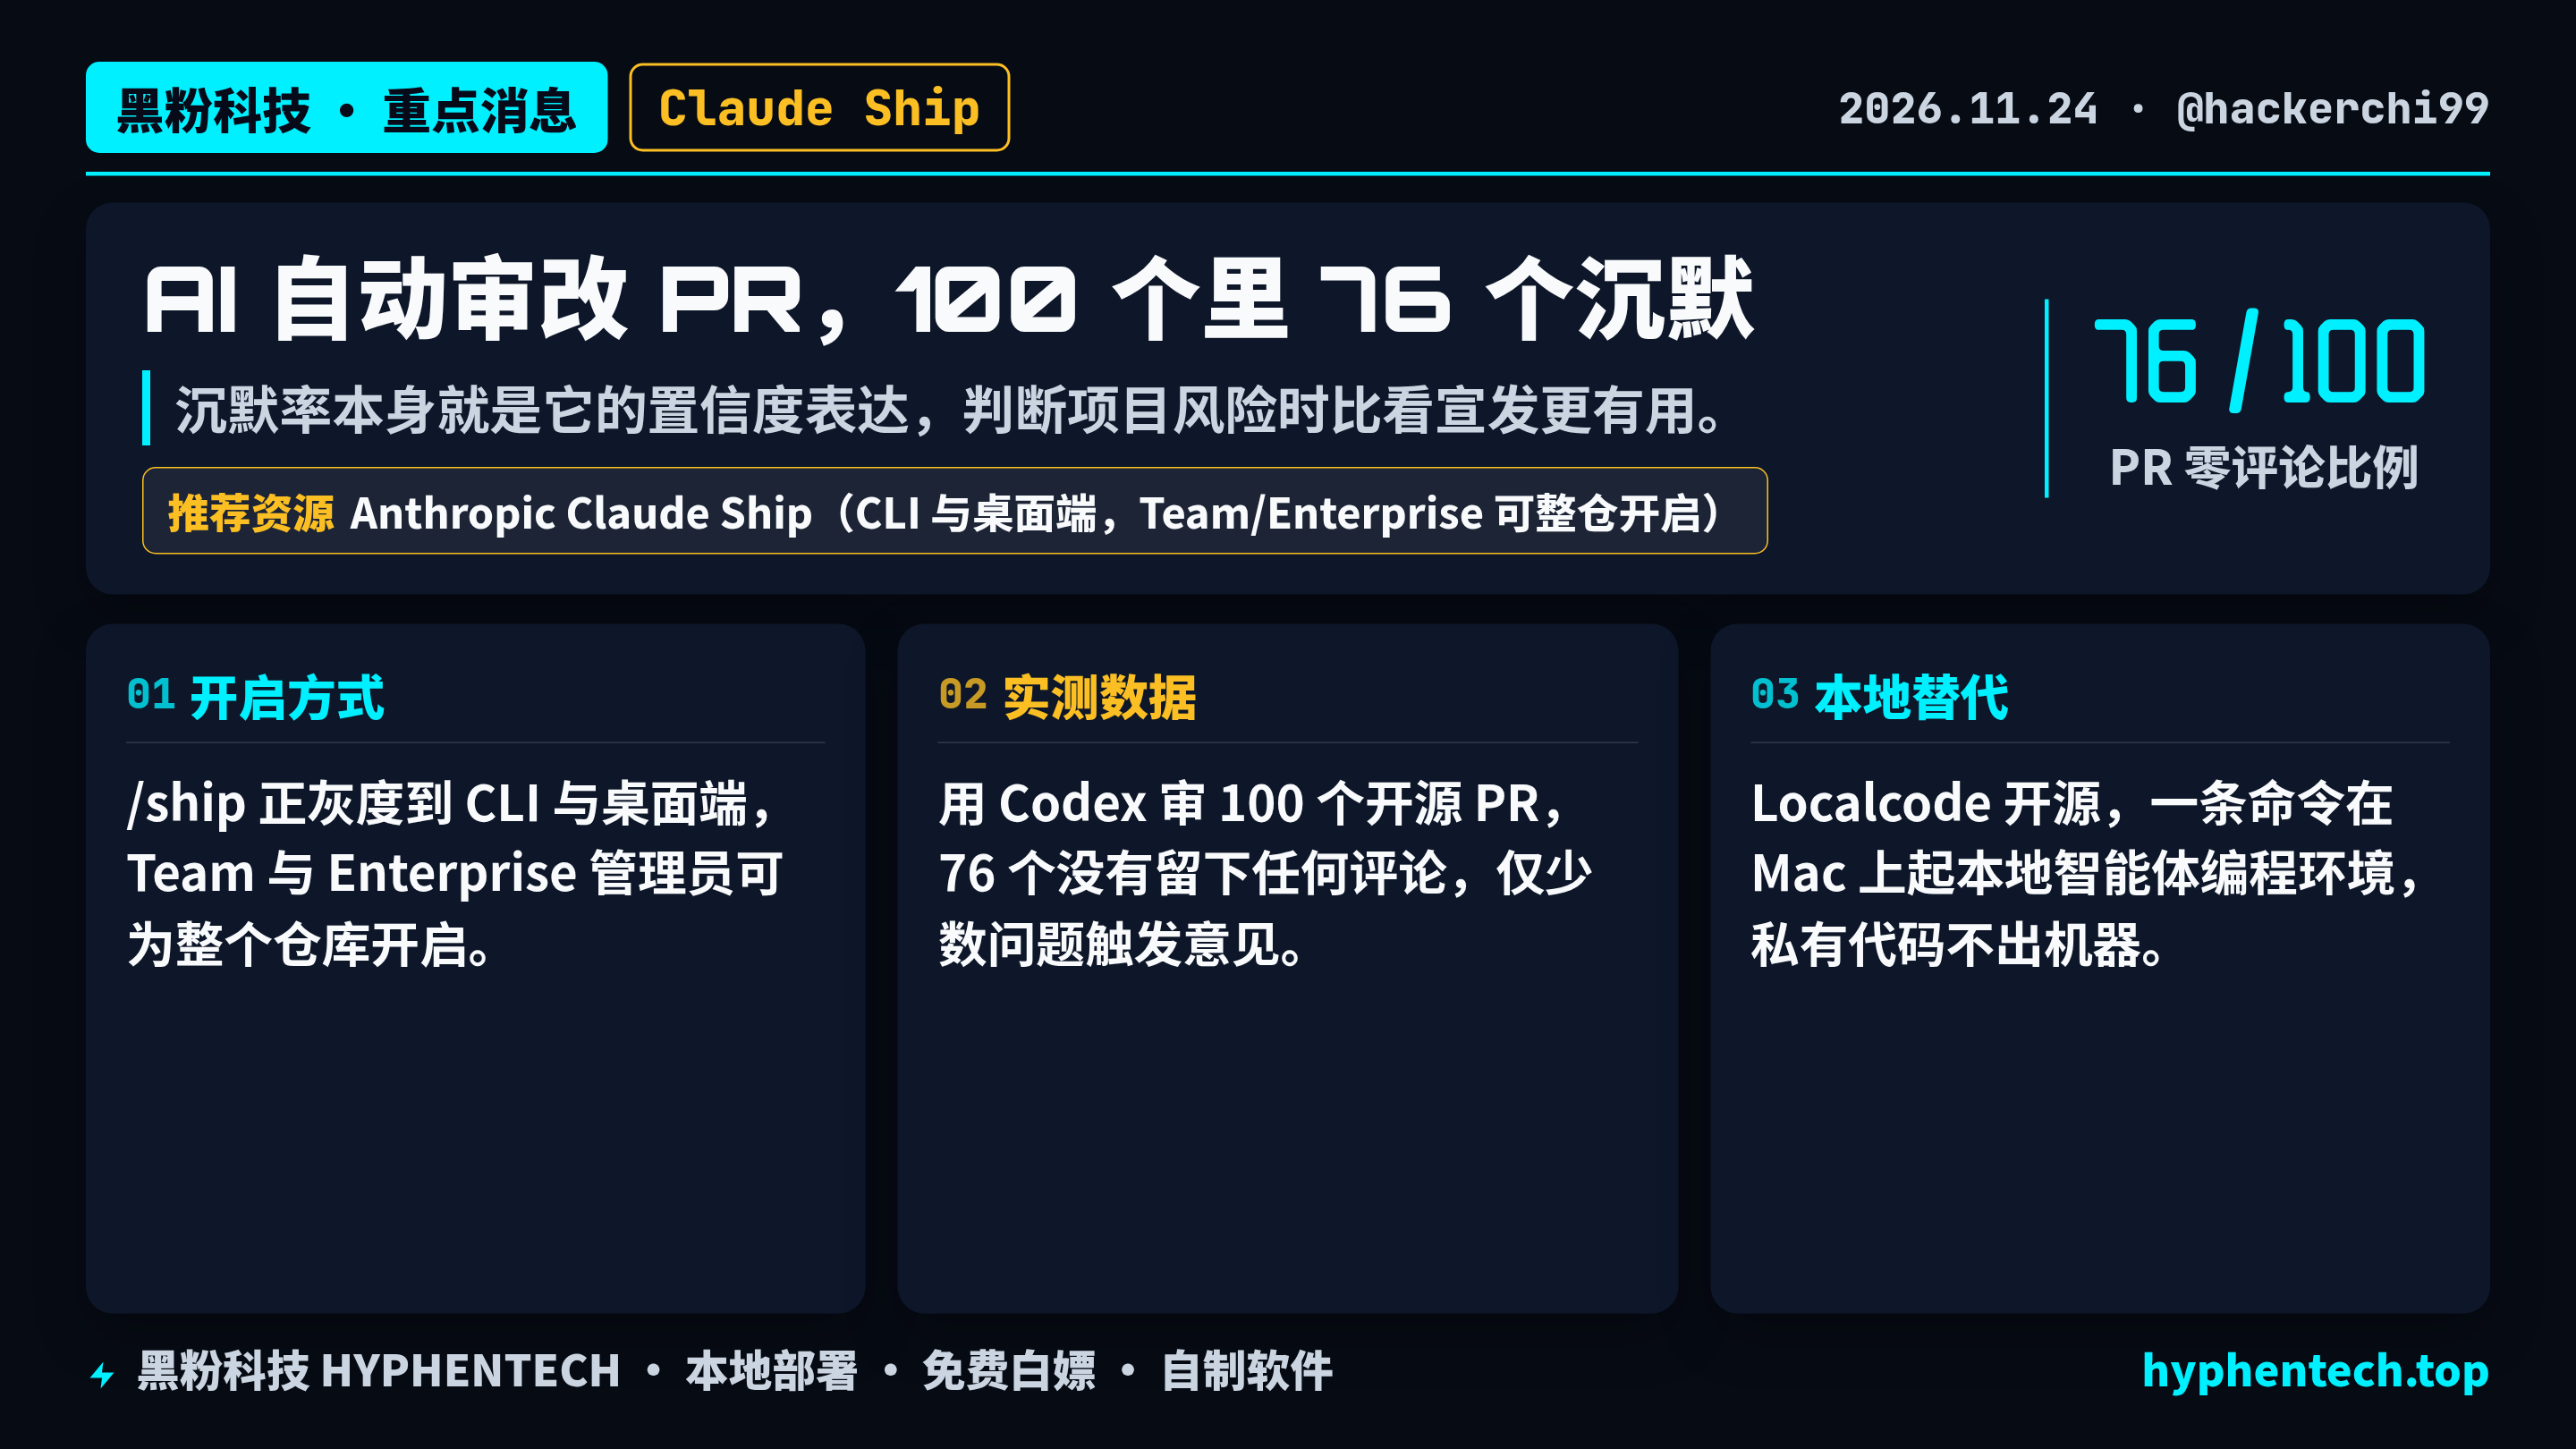 黑粉科技 · 重点消息
Claude Ship
2026.11.24 · @hackerchi99
AI 自动审改 PR，100 个里 76 个沉默
沉默率本身就是它的置信度表达，判断项目风险时比看宣发更有用。
推荐资源 Anthropic Claude Ship（CLI 与桌面端，Team/Enterprise 可整仓开启）
76 / 100
PR 零评论比例
01 开启方式
/ship 正灰度到 CLI 与桌面端，
Team 与 Enterprise 管理员可
为整个仓库开启。
02 实测数据
用 Codex 审 100 个开源 PR，
76 个没有留下任何评论，仅少
数问题触发意见。
03 本地替代
Localcode 开源，一条命令在
Mac 上起本地智能体编程环境，
私有代码不出机器。
黑粉科技 HYPHENTECH · 本地部署 · 免费白嫖 · 自制软件
hyphentech.top